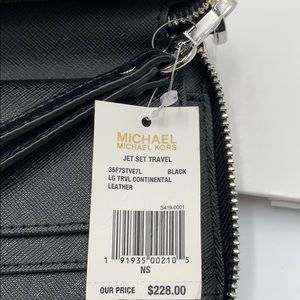 MICHAEL
MICHAEL KORS
JET SET TRAVEL
35F7STVE7L BLACK
LG TRVL CONTINENTAL
LEATHER
S419-0001
1 91935 00210 5
NS
OUR PRICE $228.00